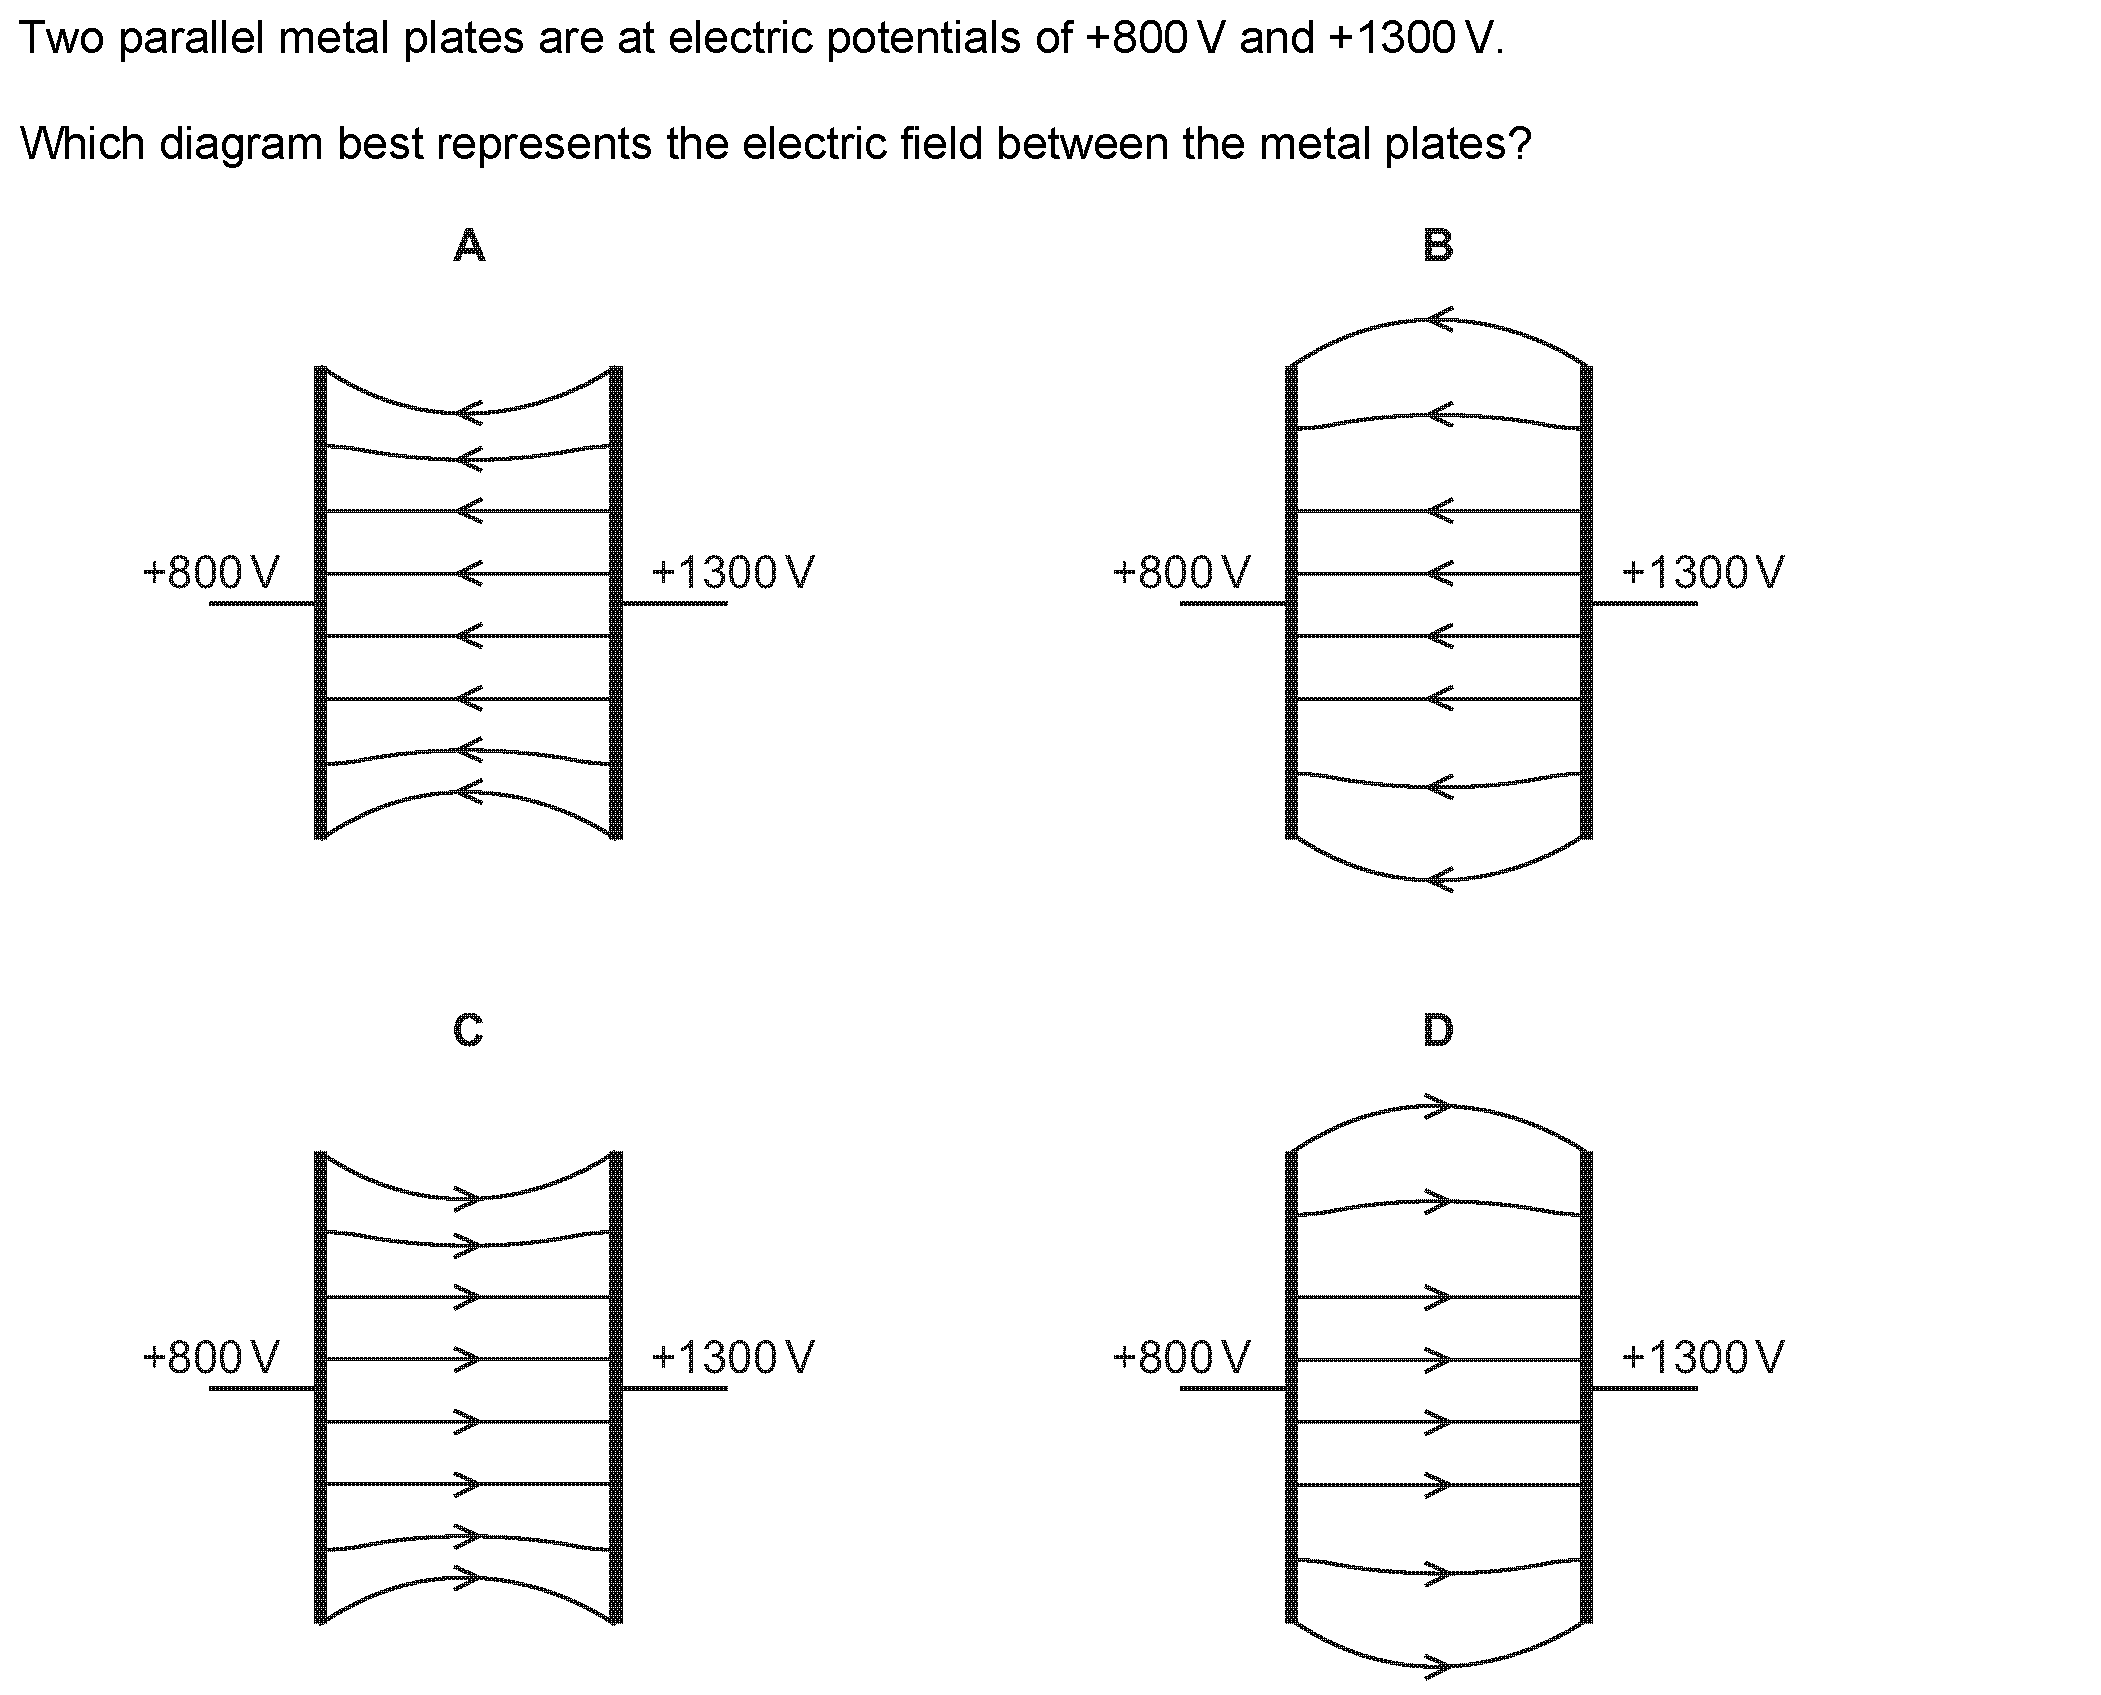 Two parallel metal plates are at electric potentials of +800 V and +1300 V.
Which diagram best represents the electric field between the metal plates?
A
B
+800 V
+1300 V
+800 V
+1300 V
C
D
+800 V
+1300 V
+800 V
+1300 V